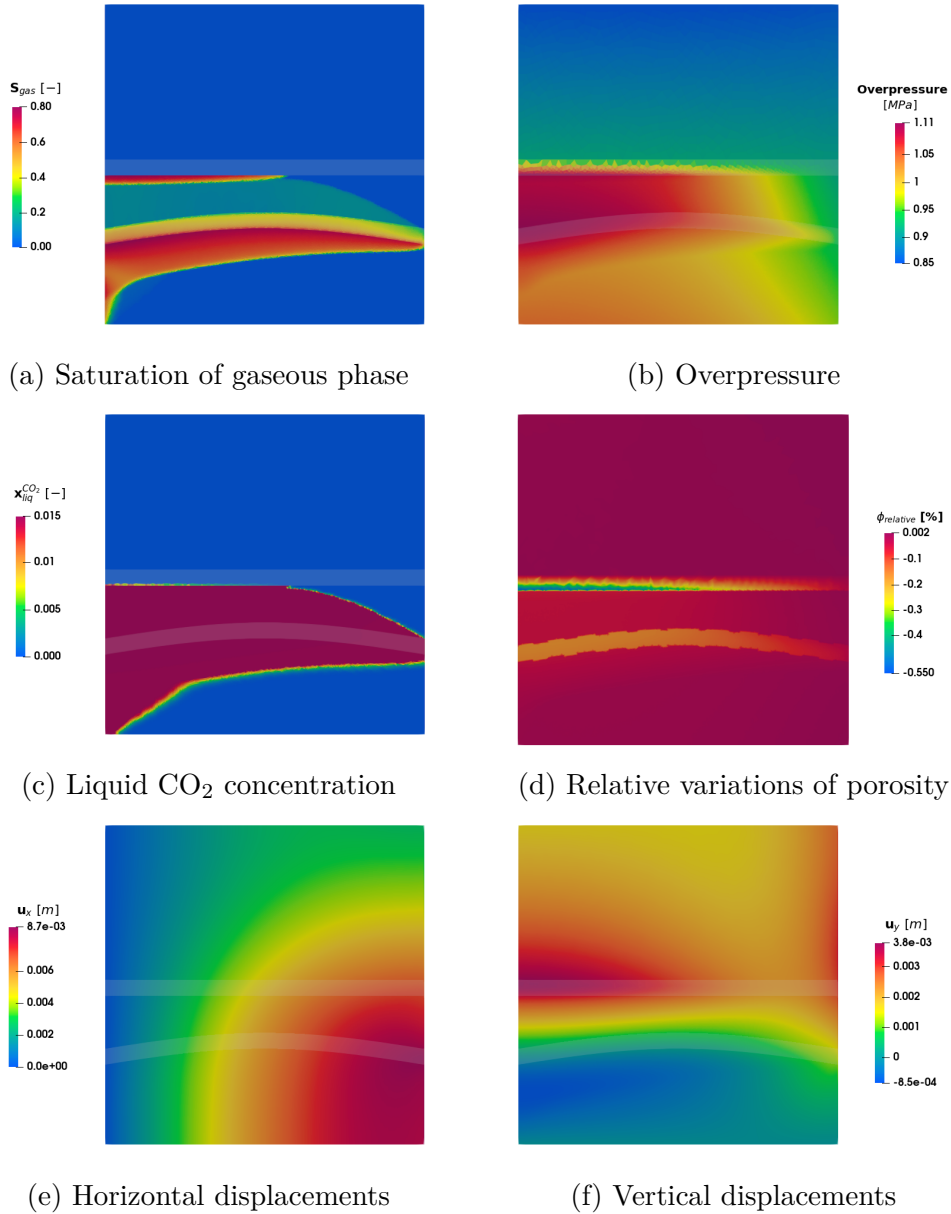 S_gas [−]
0.80
0.6
0.4
0.2
0.00
Overpressure
[MPa]
1.11
1.05
1
0.95
0.9
0.85
(a) Saturation of gaseous phase
(b) Overpressure
x_liq^CO₂ [−]
0.015
0.010
0.005
0.000
ϕ_relative [%]
0.002
-0.1
-0.2
-0.3
-0.4
-0.550
(c) Liquid CO₂ concentration
(d) Relative variations of porosity
u_x [m]
8.7e-03
0.006
0.004
0.002
0.0e+00
u_y [m]
3.8e-03
0.003
0.002
0.001
0
-8.5e-04
(e) Horizontal displacements
(f) Vertical displacements